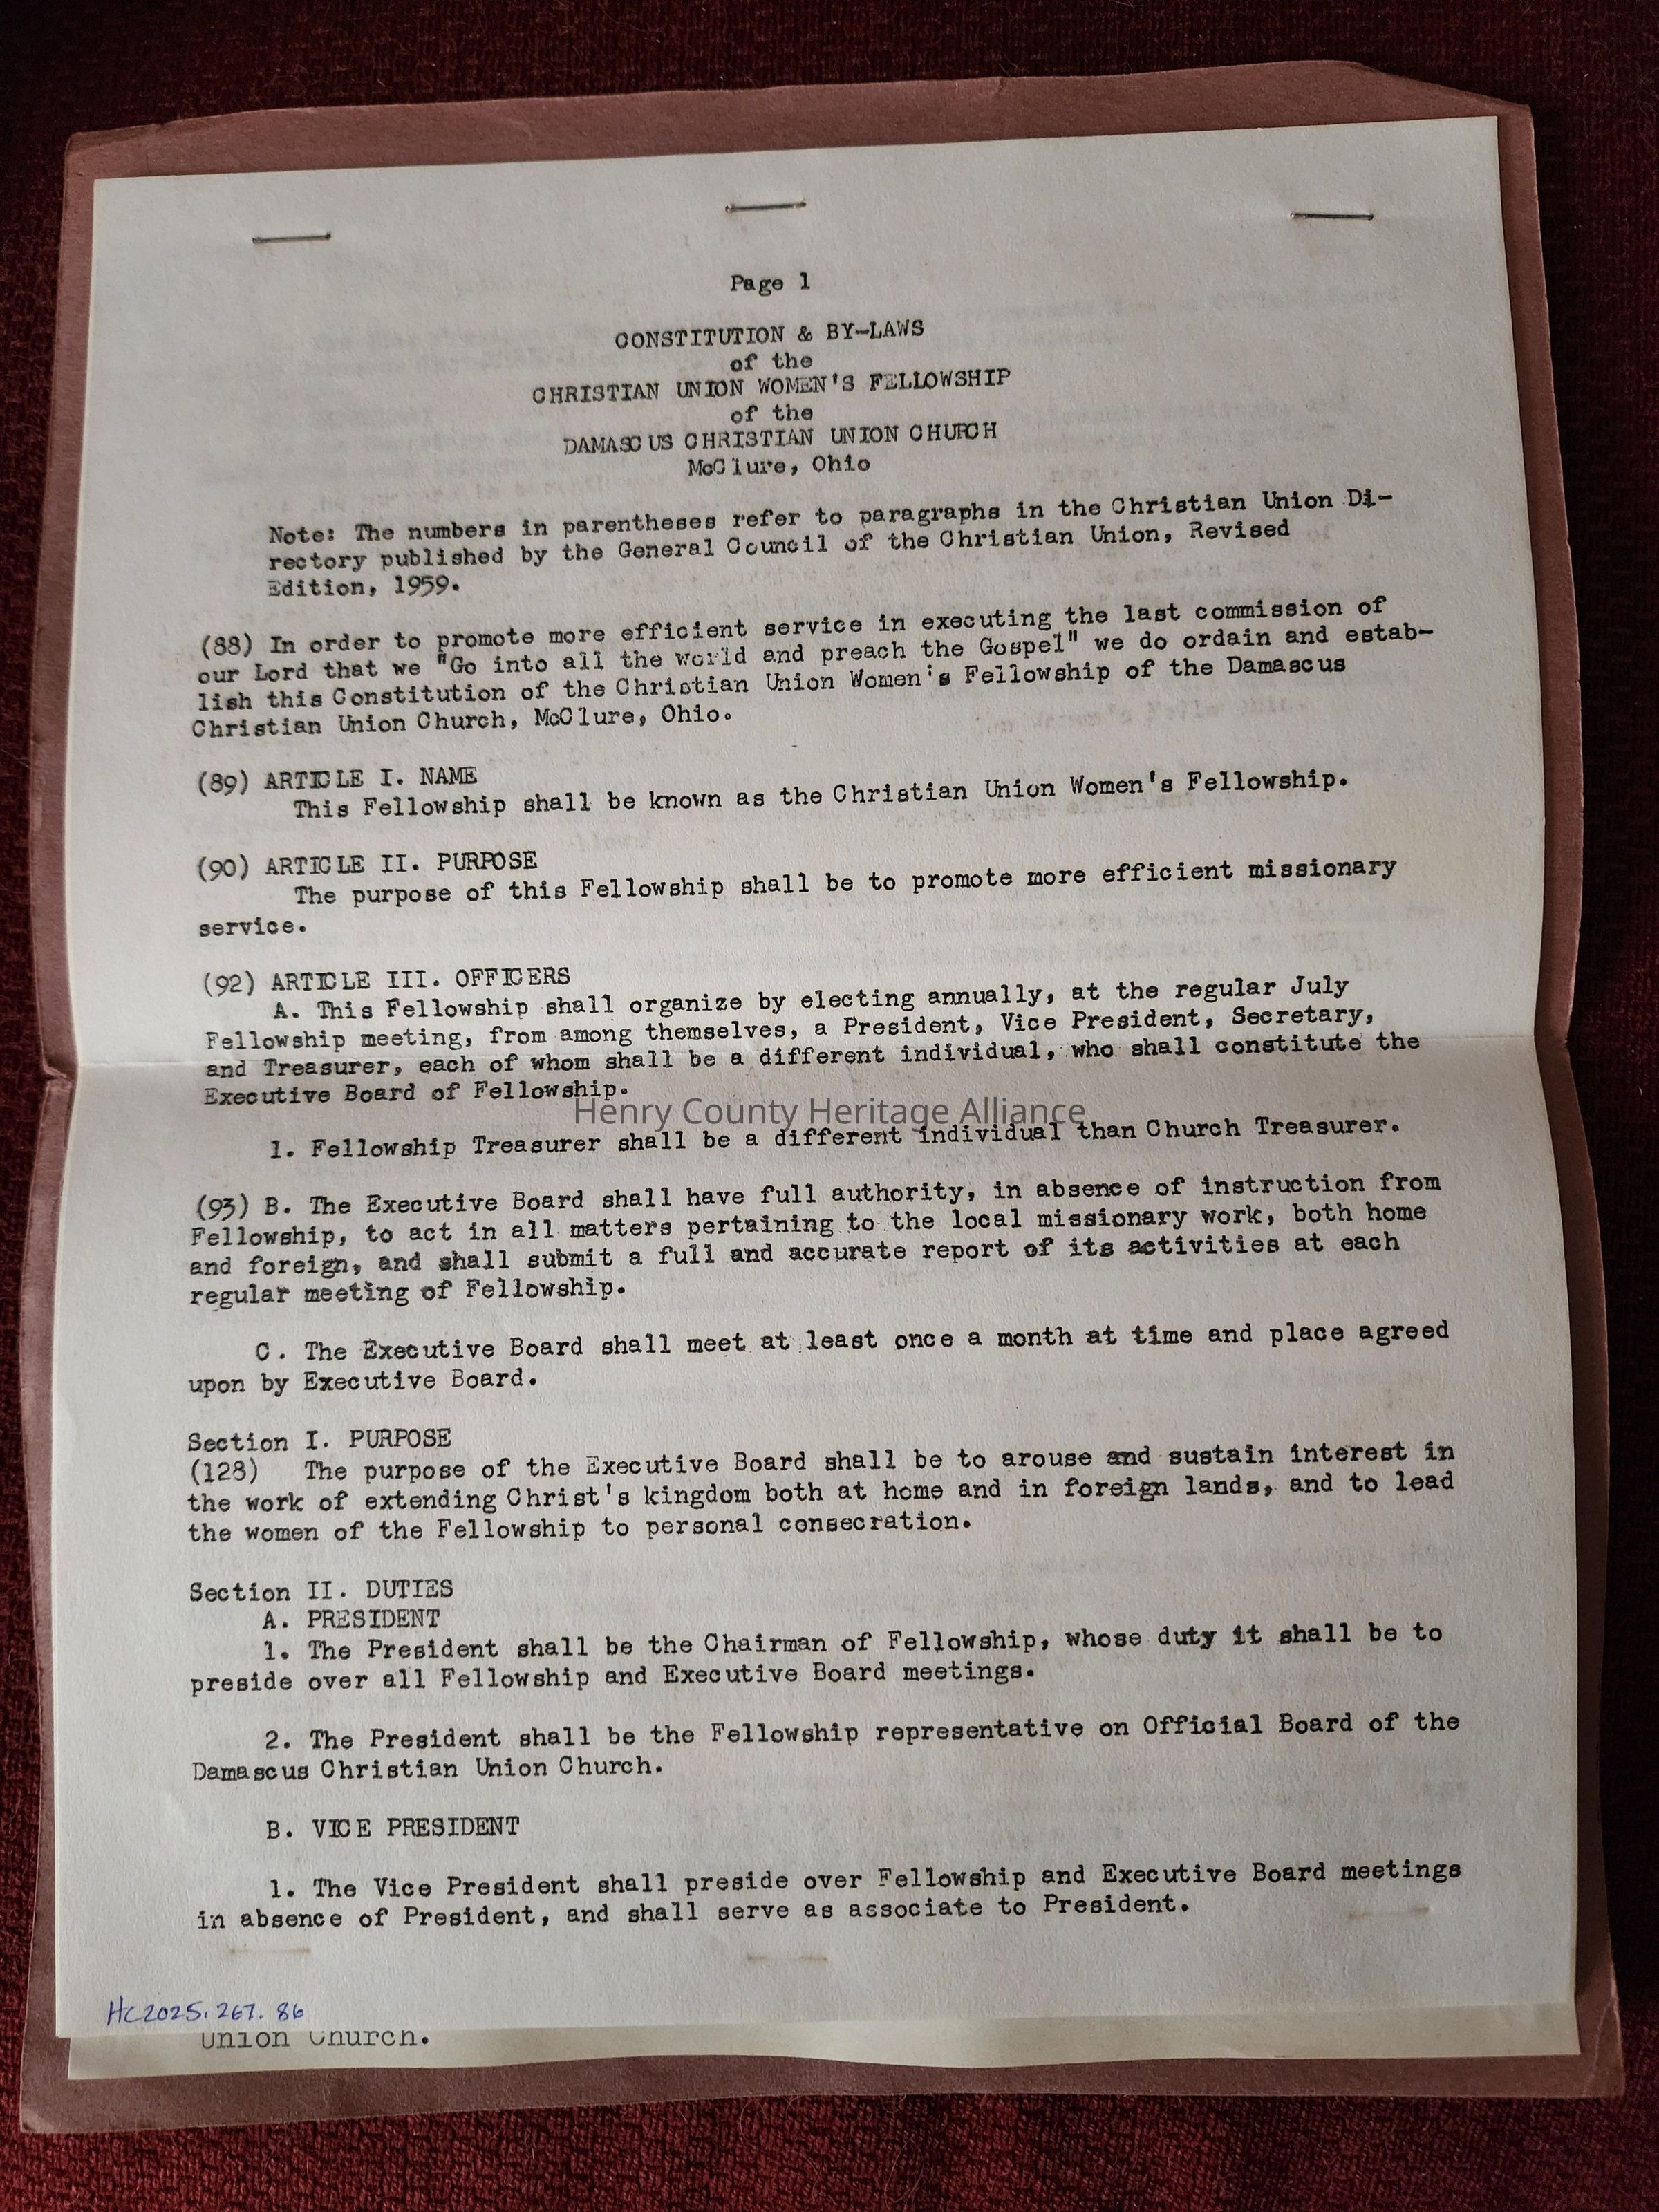 Page 1
CONSTITUTION & BY-LAWS
of the
CHRISTIAN UNION WOMEN'S FELLOWSHIP
of the
DAMASCUS CHRISTIAN UNION CHURCH
McClure, Ohio
Note: The numbers in parentheses refer to paragraphs in the Christian Union Di-
rectory published by the General Council of the Christian Union, Revised
Edition, 1959.
(88) In order to promote more efficient service in executing the last commission of
our Lord that we "Go into all the world and preach the Gospel" we do ordain and estab-
lish this Constitution of the Christian Union Women's Fellowship of the Damascus
Christian Union Church, McClure, Ohio.
(89) ARTICLE I. NAME
This Fellowship shall be known as the Christian Union Women's Fellowship.
(90) ARTICLE II. PURPOSE
The purpose of this Fellowship shall be to promote more efficient missionary
service.
(92) ARTICLE III. OFFICERS
A. This Fellowship shall organize by electing annually, at the regular July
Fellowship meeting, from among themselves, a President, Vice President, Secretary,
and Treasurer, each of whom shall be a different individual, who shall constitute the
Executive Board of Fellowship.
Henry County Heritage Alliance
1. Fellowship Treasurer shall be a different individual than Church Treasurer.
(93) B. The Executive Board shall have full authority, in absence of instruction from
Fellowship, to act in all matters pertaining to the local missionary work, both home
and foreign, and shall submit a full and accurate report of its activities at each
regular meeting of Fellowship.
C. The Executive Board shall meet at least once a month at time and place agreed
upon by Executive Board.
Section I. PURPOSE
(128) The purpose of the Executive Board shall be to arouse and sustain interest in
the work of extending Christ's kingdom both at home and in foreign lands, and to lead
the women of the Fellowship to personal consecration.
Section II. DUTIES
A. PRESIDENT
1. The President shall be the Chairman of Fellowship, whose duty it shall be to
preside over all Fellowship and Executive Board meetings.
2. The President shall be the Fellowship representative on Official Board of the
Damascus Christian Union Church.
B. VICE PRESIDENT
1. The Vice President shall preside over Fellowship and Executive Board meetings
in absence of President, and shall serve as associate to President.
HC2025.267.86
Union Church.